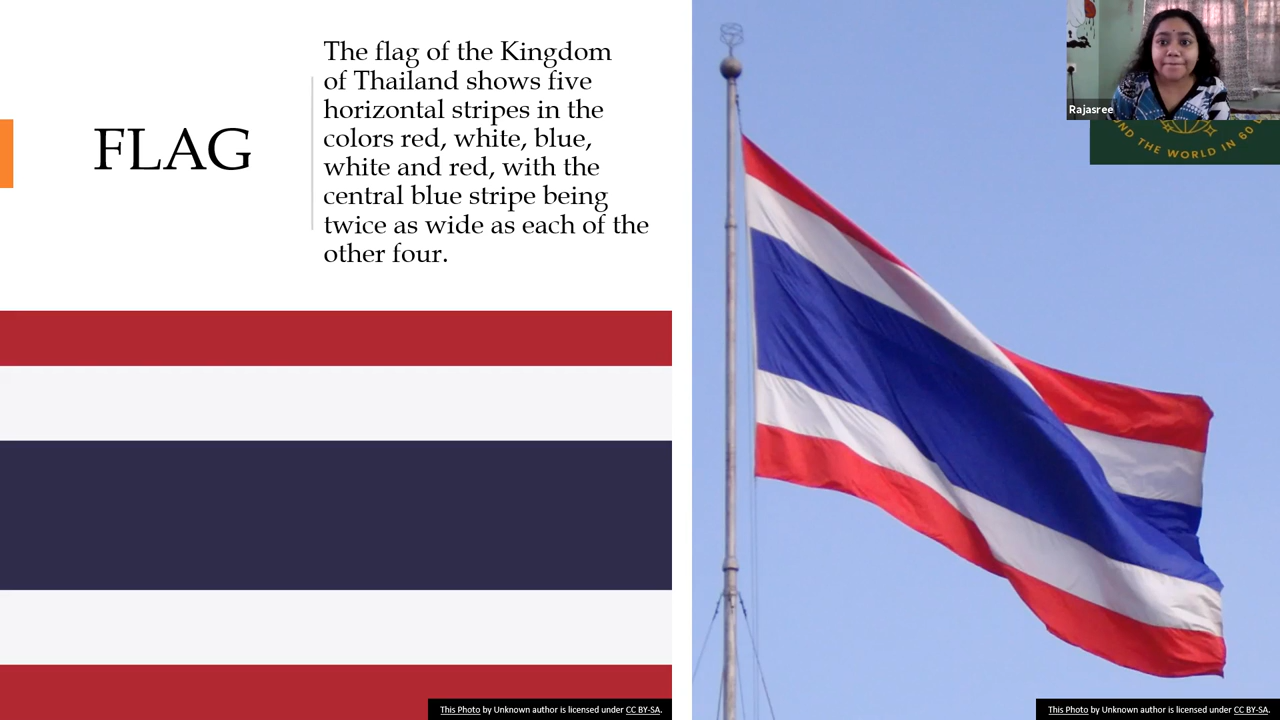 FLAG
The flag of the Kingdom
of Thailand shows five
horizontal stripes in the
colors red, white, blue,
white and red, with the
central blue stripe being
twice as wide as each of the
other four.
Rajasree
THE WORLD IN 60
This Photo by Unknown author is licensed under CC BY-SA.
This Photo by Unknown author is licensed under CC BY-SA.